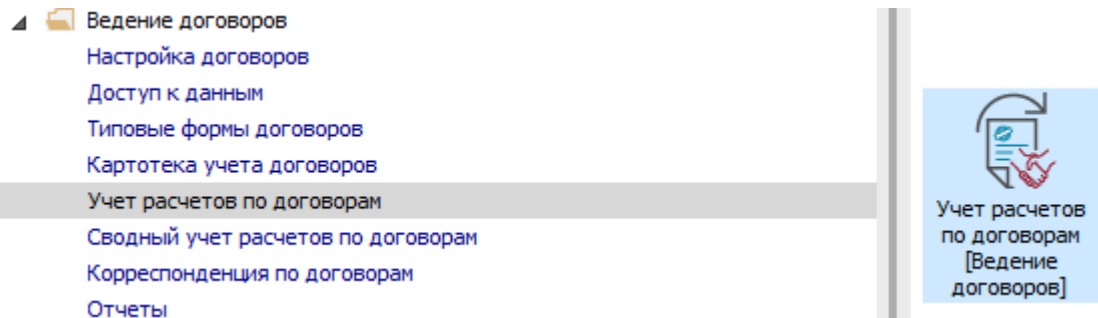 Ведение договоров
Настройка договоров
Доступ к данным
Типовые формы договоров
Картотека учета договоров
Учет расчетов по договорам
Сводный учет расчетов по договорам
Корреспонденция по договорам
Отчеты
Учет расчетов
по договорам
[Ведение
договоров]